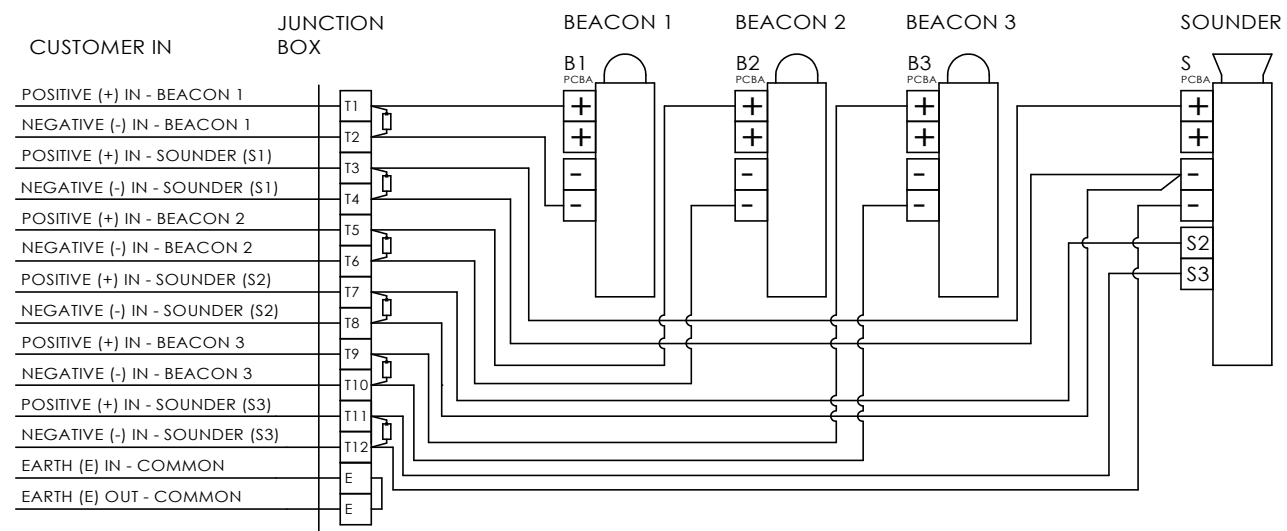 CUSTOMER IN
JUNCTION
BOX
BEACON 1
BEACON 2
BEACON 3
SOUNDER
B1
PCBA
B2
PCBA
B3
PCBA
S
PCBA
POSITIVE (+) IN - BEACON 1
T1
+
+
+
+
NEGATIVE (-) IN - BEACON 1
T2
+
+
+
+
POSITIVE (+) IN - SOUNDER (S1)
T3
-
-
-
-
NEGATIVE (-) IN - SOUNDER (S1)
T4
-
-
-
-
POSITIVE (+) IN - BEACON 2
T5
S2
NEGATIVE (-) IN - BEACON 2
T6
S3
POSITIVE (+) IN - SOUNDER (S2)
T7
NEGATIVE (-) IN - SOUNDER (S2)
T8
POSITIVE (+) IN - BEACON 3
T9
NEGATIVE (-) IN - BEACON 3
T10
POSITIVE (+) IN - SOUNDER (S3)
T11
NEGATIVE (-) IN - SOUNDER (S3)
T12
EARTH (E) IN - COMMON
E
EARTH (E) OUT - COMMON
E